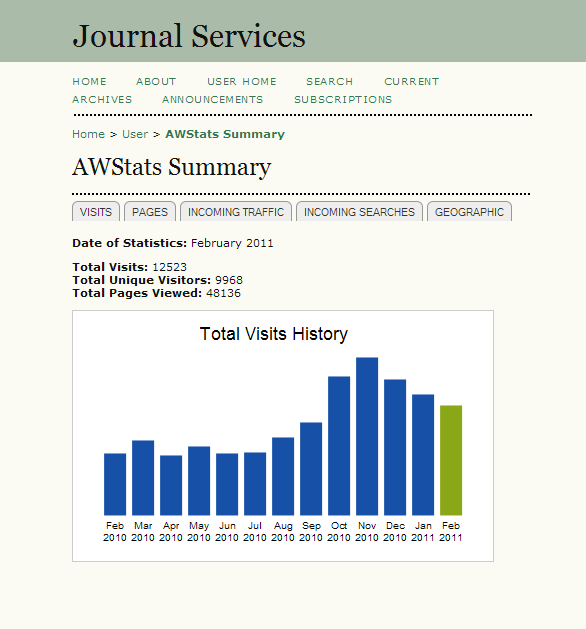 Journal Services
HOME ABOUT USER HOME SEARCH CURRENT
ARCHIVES ANNOUNCEMENTS SUBSCRIPTIONS
Home > User > AWStats Summary
AWStats Summary
VISITS PAGES INCOMING TRAFFIC INCOMING SEARCHES GEOGRAPHIC
Date of Statistics: February 2011
Total Visits: 12523
Total Unique Visitors: 9968
Total Pages Viewed: 48136
Total Visits History
Feb Mar Apr May Jun Jul Aug Sep Oct Nov Dec Jan Feb
2010 2010 2010 2010 2010 2010 2010 2010 2010 2010 2010 2011 2011